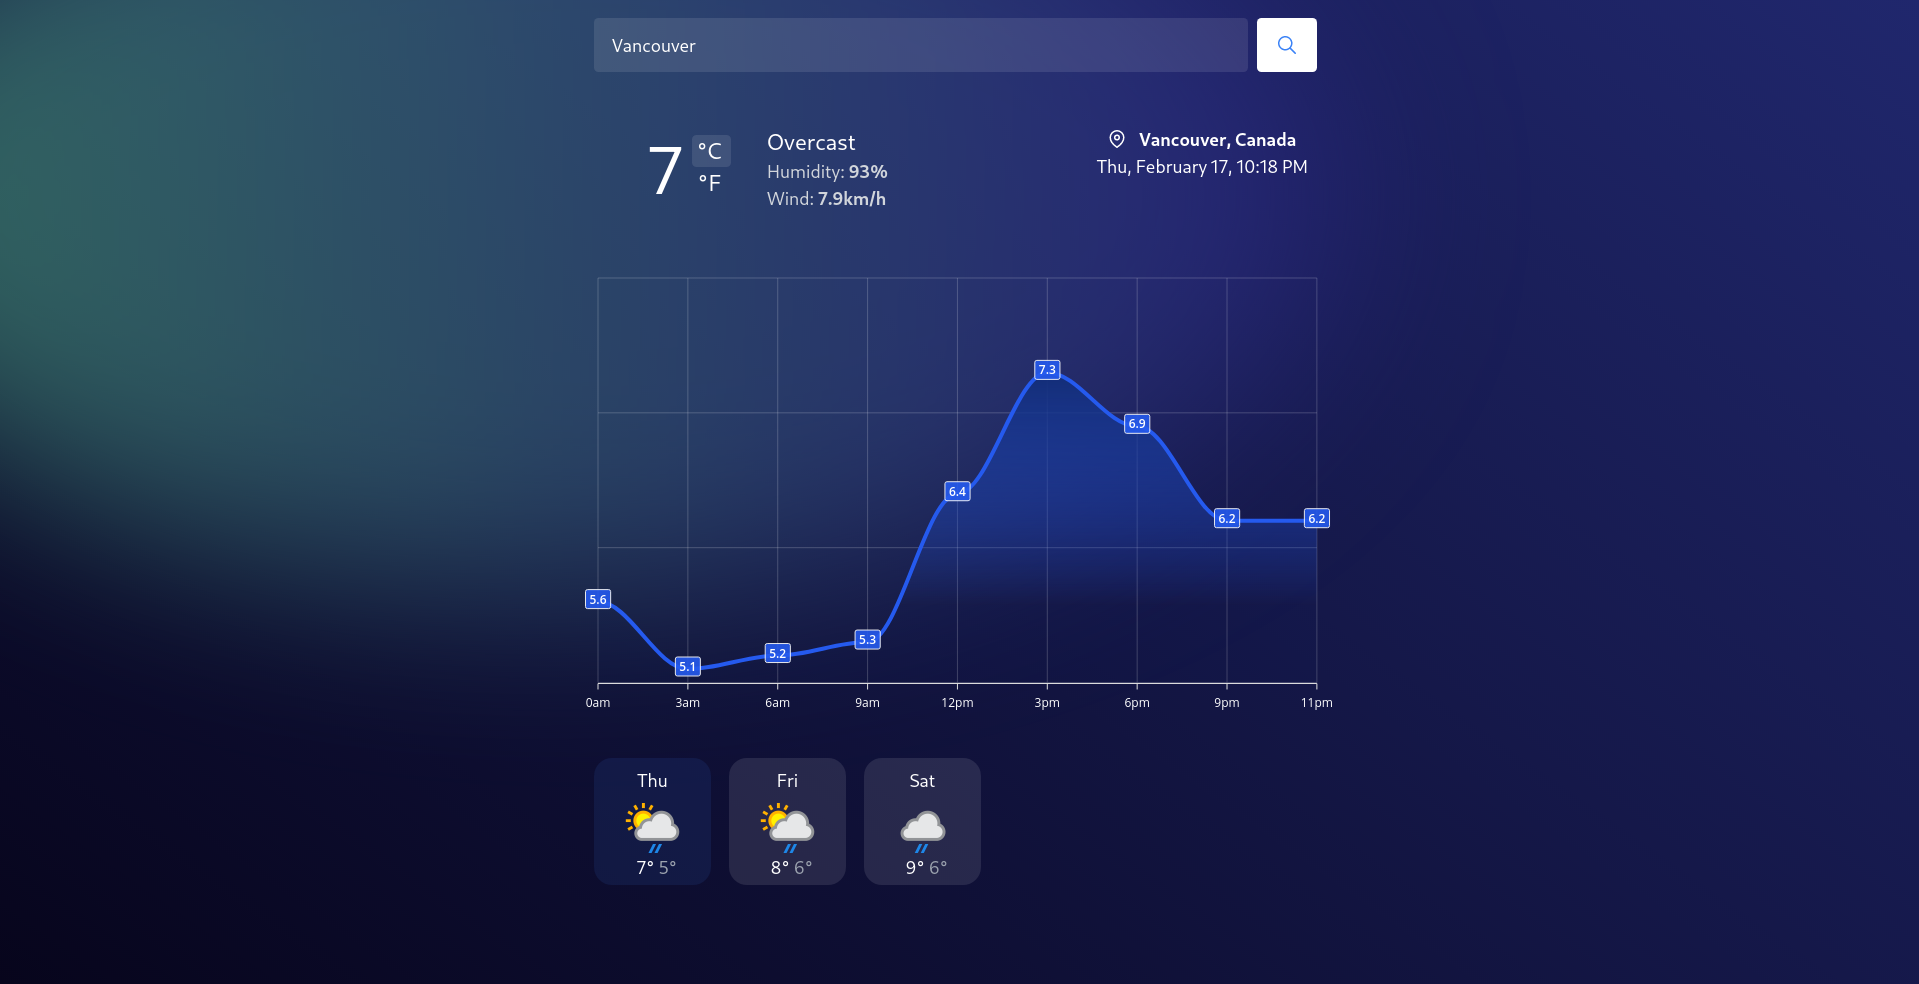 Vancouver
7 °C
°F
Overcast
Humidity: 93%
Wind: 7.9km/h
Vancouver, Canada
Thu, February 17, 10:18 PM
7.3
6.9
6.4
6.2 6.2
5.6
5.3
5.2
5.1
0am 3am 6am 9am 12pm 3pm 6pm 9pm 11pm
Thu Fri Sat
7° 5° 8° 6° 9° 6°